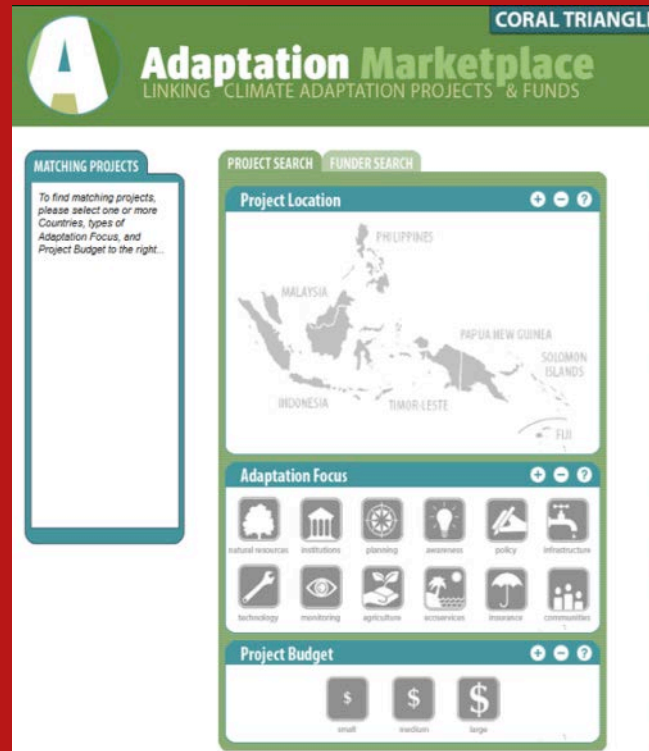 CORAL TRIANGLE
A
Adaptation Marketplace
LINKING CLIMATE ADAPTATION PROJECTS & FUNDS
MATCHING PROJECTS
To find matching projects,
please select one or more
Countries, types of
Adaptation Focus, and
Project Budget to the right...
PROJECT SEARCH FUNDER SEARCH
Project Location + - ?
PHILIPPINES
MALAYSIA
PAPUA NEW GUINEA
SOLOMON
ISLANDS
INDONESIA
TIMOR-LESTE
FIJI
Adaptation Focus + - ?
natural resources institutions planning awareness policy infrastructure
technology monitoring agriculture ecoservices insurance communities
Project Budget + - ?
$ $ $
small medium large